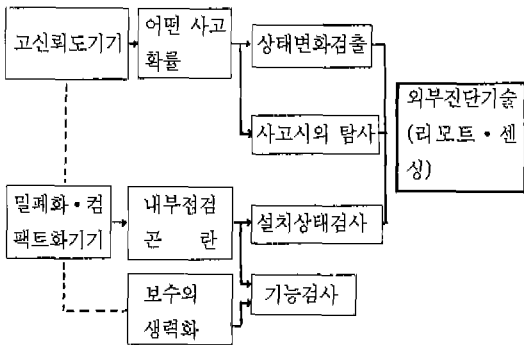 고신뢰도기기
어떤 사고
확률
상태변화검출
사고시의 탐사
외부진단기술
(리모트·센
싱)
밀폐화·컴
팩트화기기
내부점검
곤 란
설치상태검사
보수의
생력화
기능검사